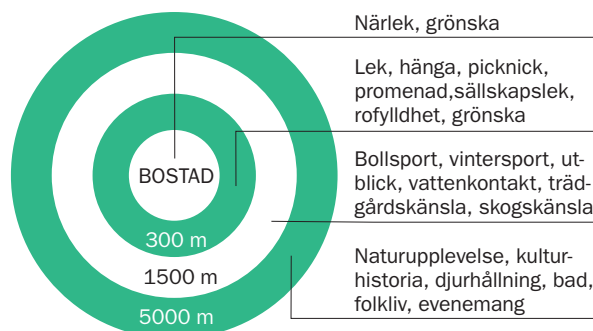 Närlek, grönska
Lek, hänga, picknick,
promenad,sällskapslek,
rofylldhet, grönska
Bollsport, vintersport, ut-
blick, vattenkontakt, träd-
gårdskänsla, skogskänsla
Naturupplevelse, kultur-
historia, djurhållning, bad,
folkliv, evenemang
BOSTAD
300 m
1500 m
5000 m